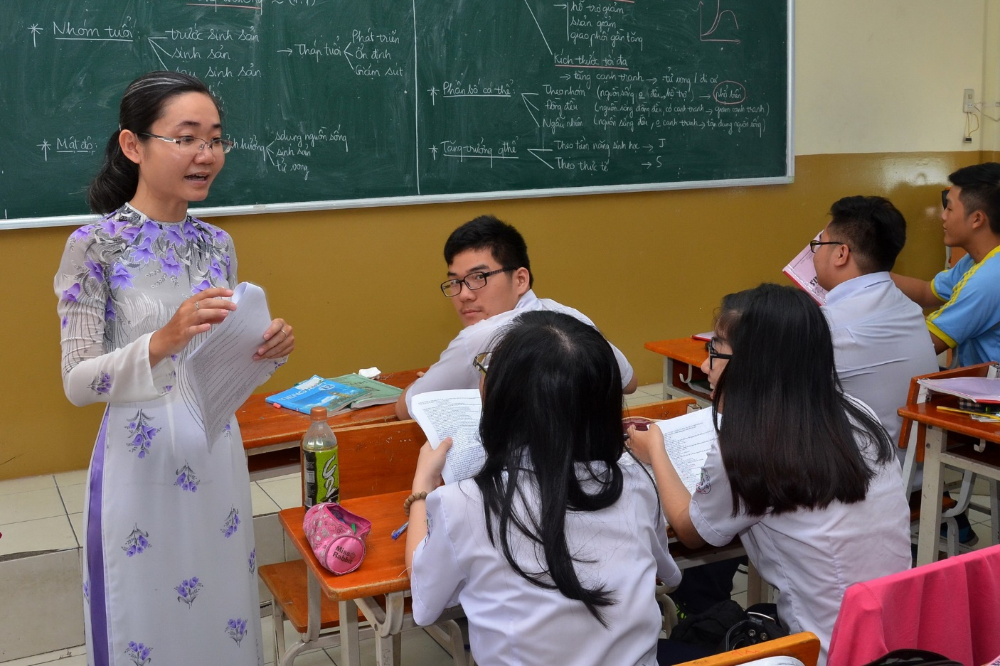 * Nhóm tuổi:
trước sinh sản
sinh sản
sau sinh sản
→ Tháp tuổi
Phát triển
Ổn định
Giảm sút
* Mật độ:
hưởng
sdụng nguồn sống
sinh sản
tử vong
hỗ trợ giảm
ssản giảm
giao phối gần tăng
Kích thước tối đa
→ tăng cạnh tranh → tử vong / di cư
* Phân bố cá thể:
Theo nhóm (nguồn sống o đều, hỗ trợ) → phổ biến
Đồng đều (nguồn sống đồng đều, có cạnh tranh → giảm cạnh tranh)
Ngẫu nhiên (nguồn sống đều, o cạnh tranh → tận dụng nguồn sống)
* Tăng trưởng qthể
Theo tiềm năng sinh học → J
Theo thực tế → S
TIẾNG ANH 12
Miss Rabbit